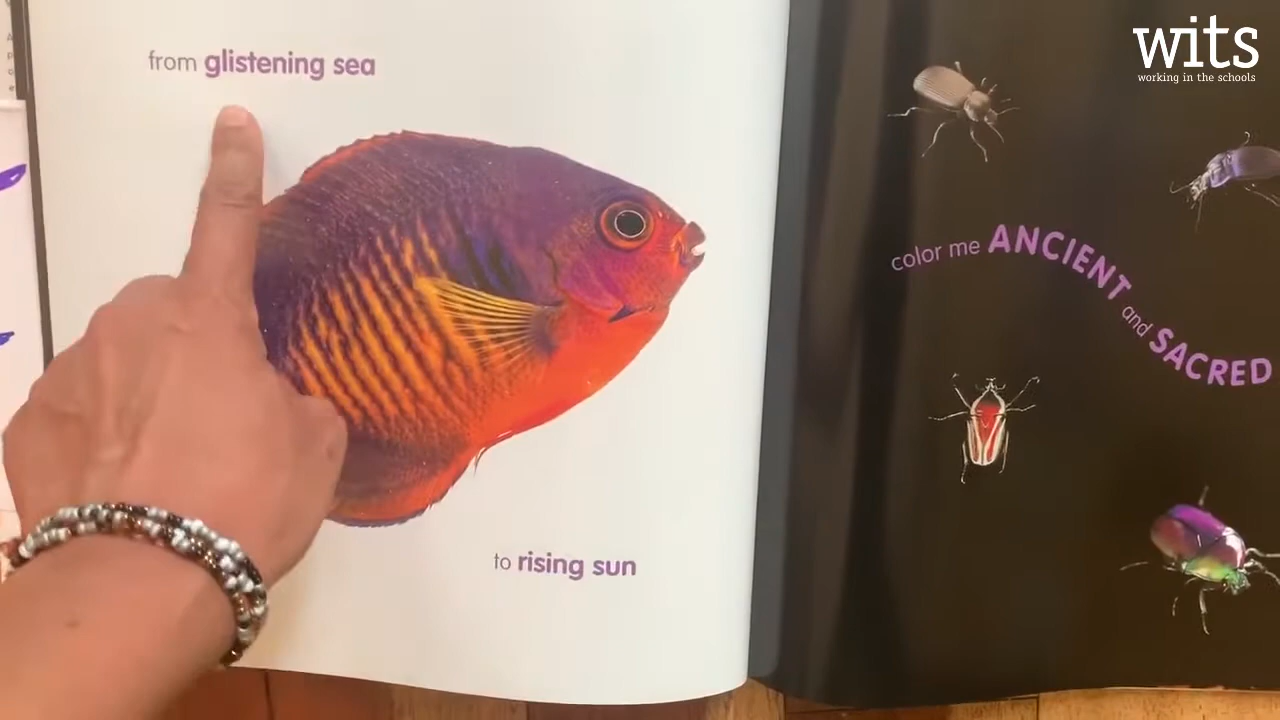 from glistening sea
to rising sun
color me ANCIENT and SACRED
wits
working in the schools